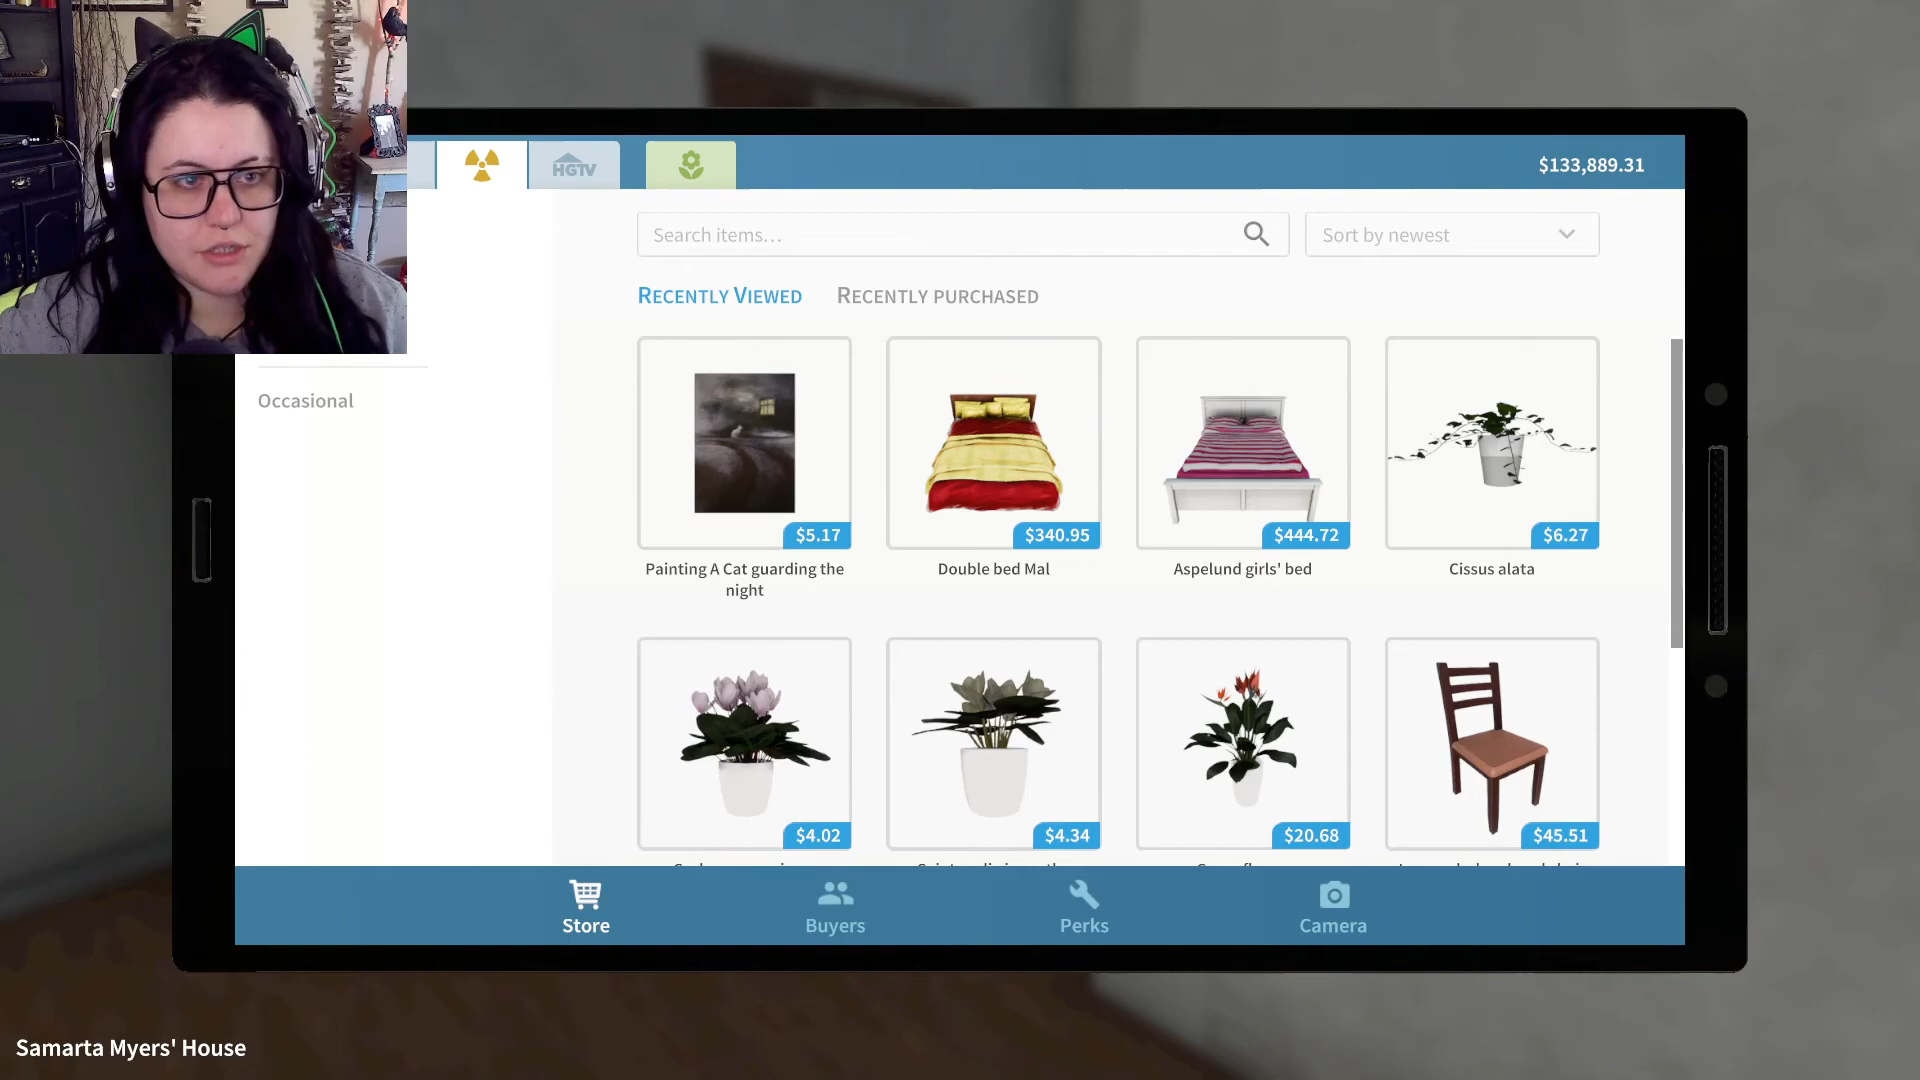 HGTV
$133,889.31
Search items...
Sort by newest
RECENTLY VIEWED
RECENTLY PURCHASED
Occasional
$5.17
$340.95
$444.72
$6.27
Painting A Cat guarding the
night
Double bed Mal
Aspelund girls' bed
Cissus alata
$4.02
$4.34
$20.68
$45.51
Store
Buyers
Perks
Camera
Samarta Myers' House